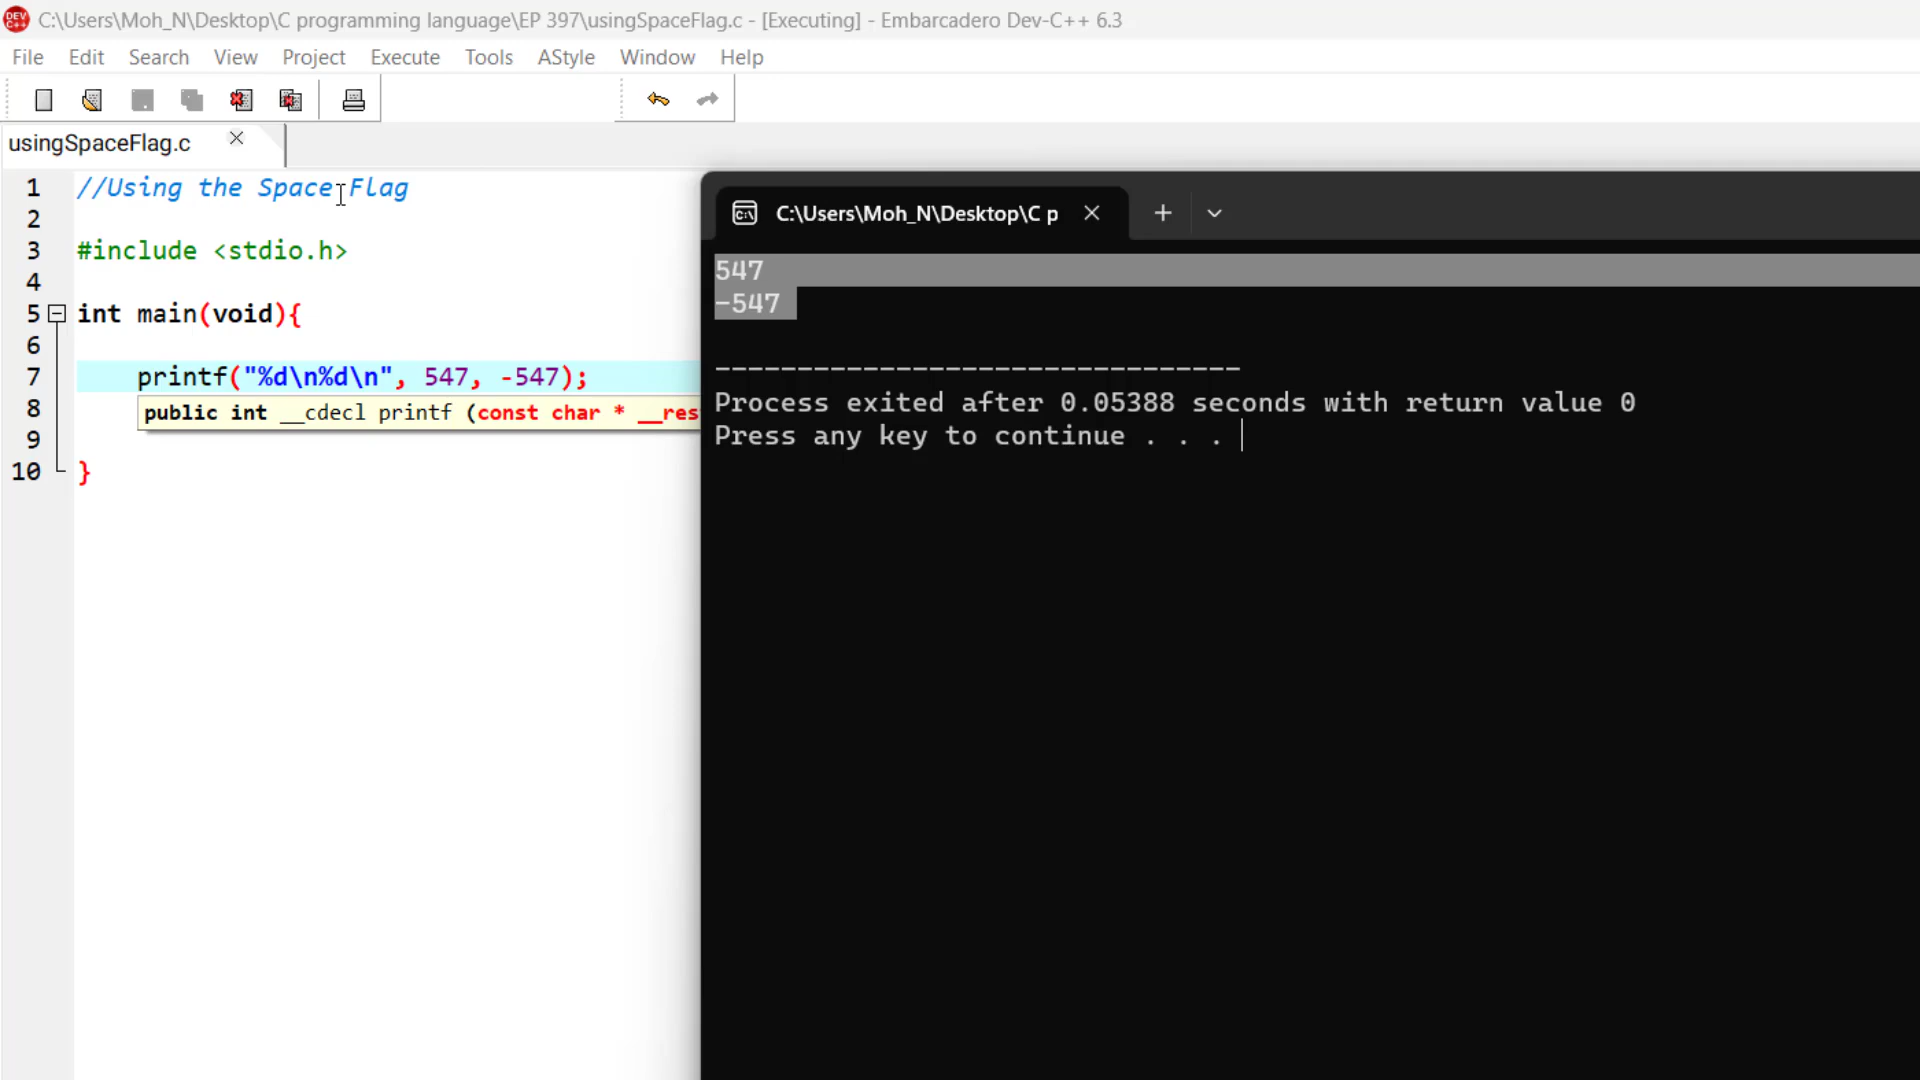 C:\Users\Moh_N\Desktop\C programming language\EP 397\usingSpaceFlag.c - [Executing] - Embarcadero Dev-C++ 6.3
File Edit Search View Project Execute Tools AStyle Window Help
usingSpaceFlag.c
1 //Using the Space Flag
2
3 #include <stdio.h>
4
5 int main(void){
6
7 printf("%d\n%d\n", 547, -547);
8 public int __cdecl printf (const char * __res
9
10 }
C:\Users\Moh_N\Desktop\C p
547
-547
--------------------------------
Process exited after 0.05388 seconds with return value 0
Press any key to continue . . .